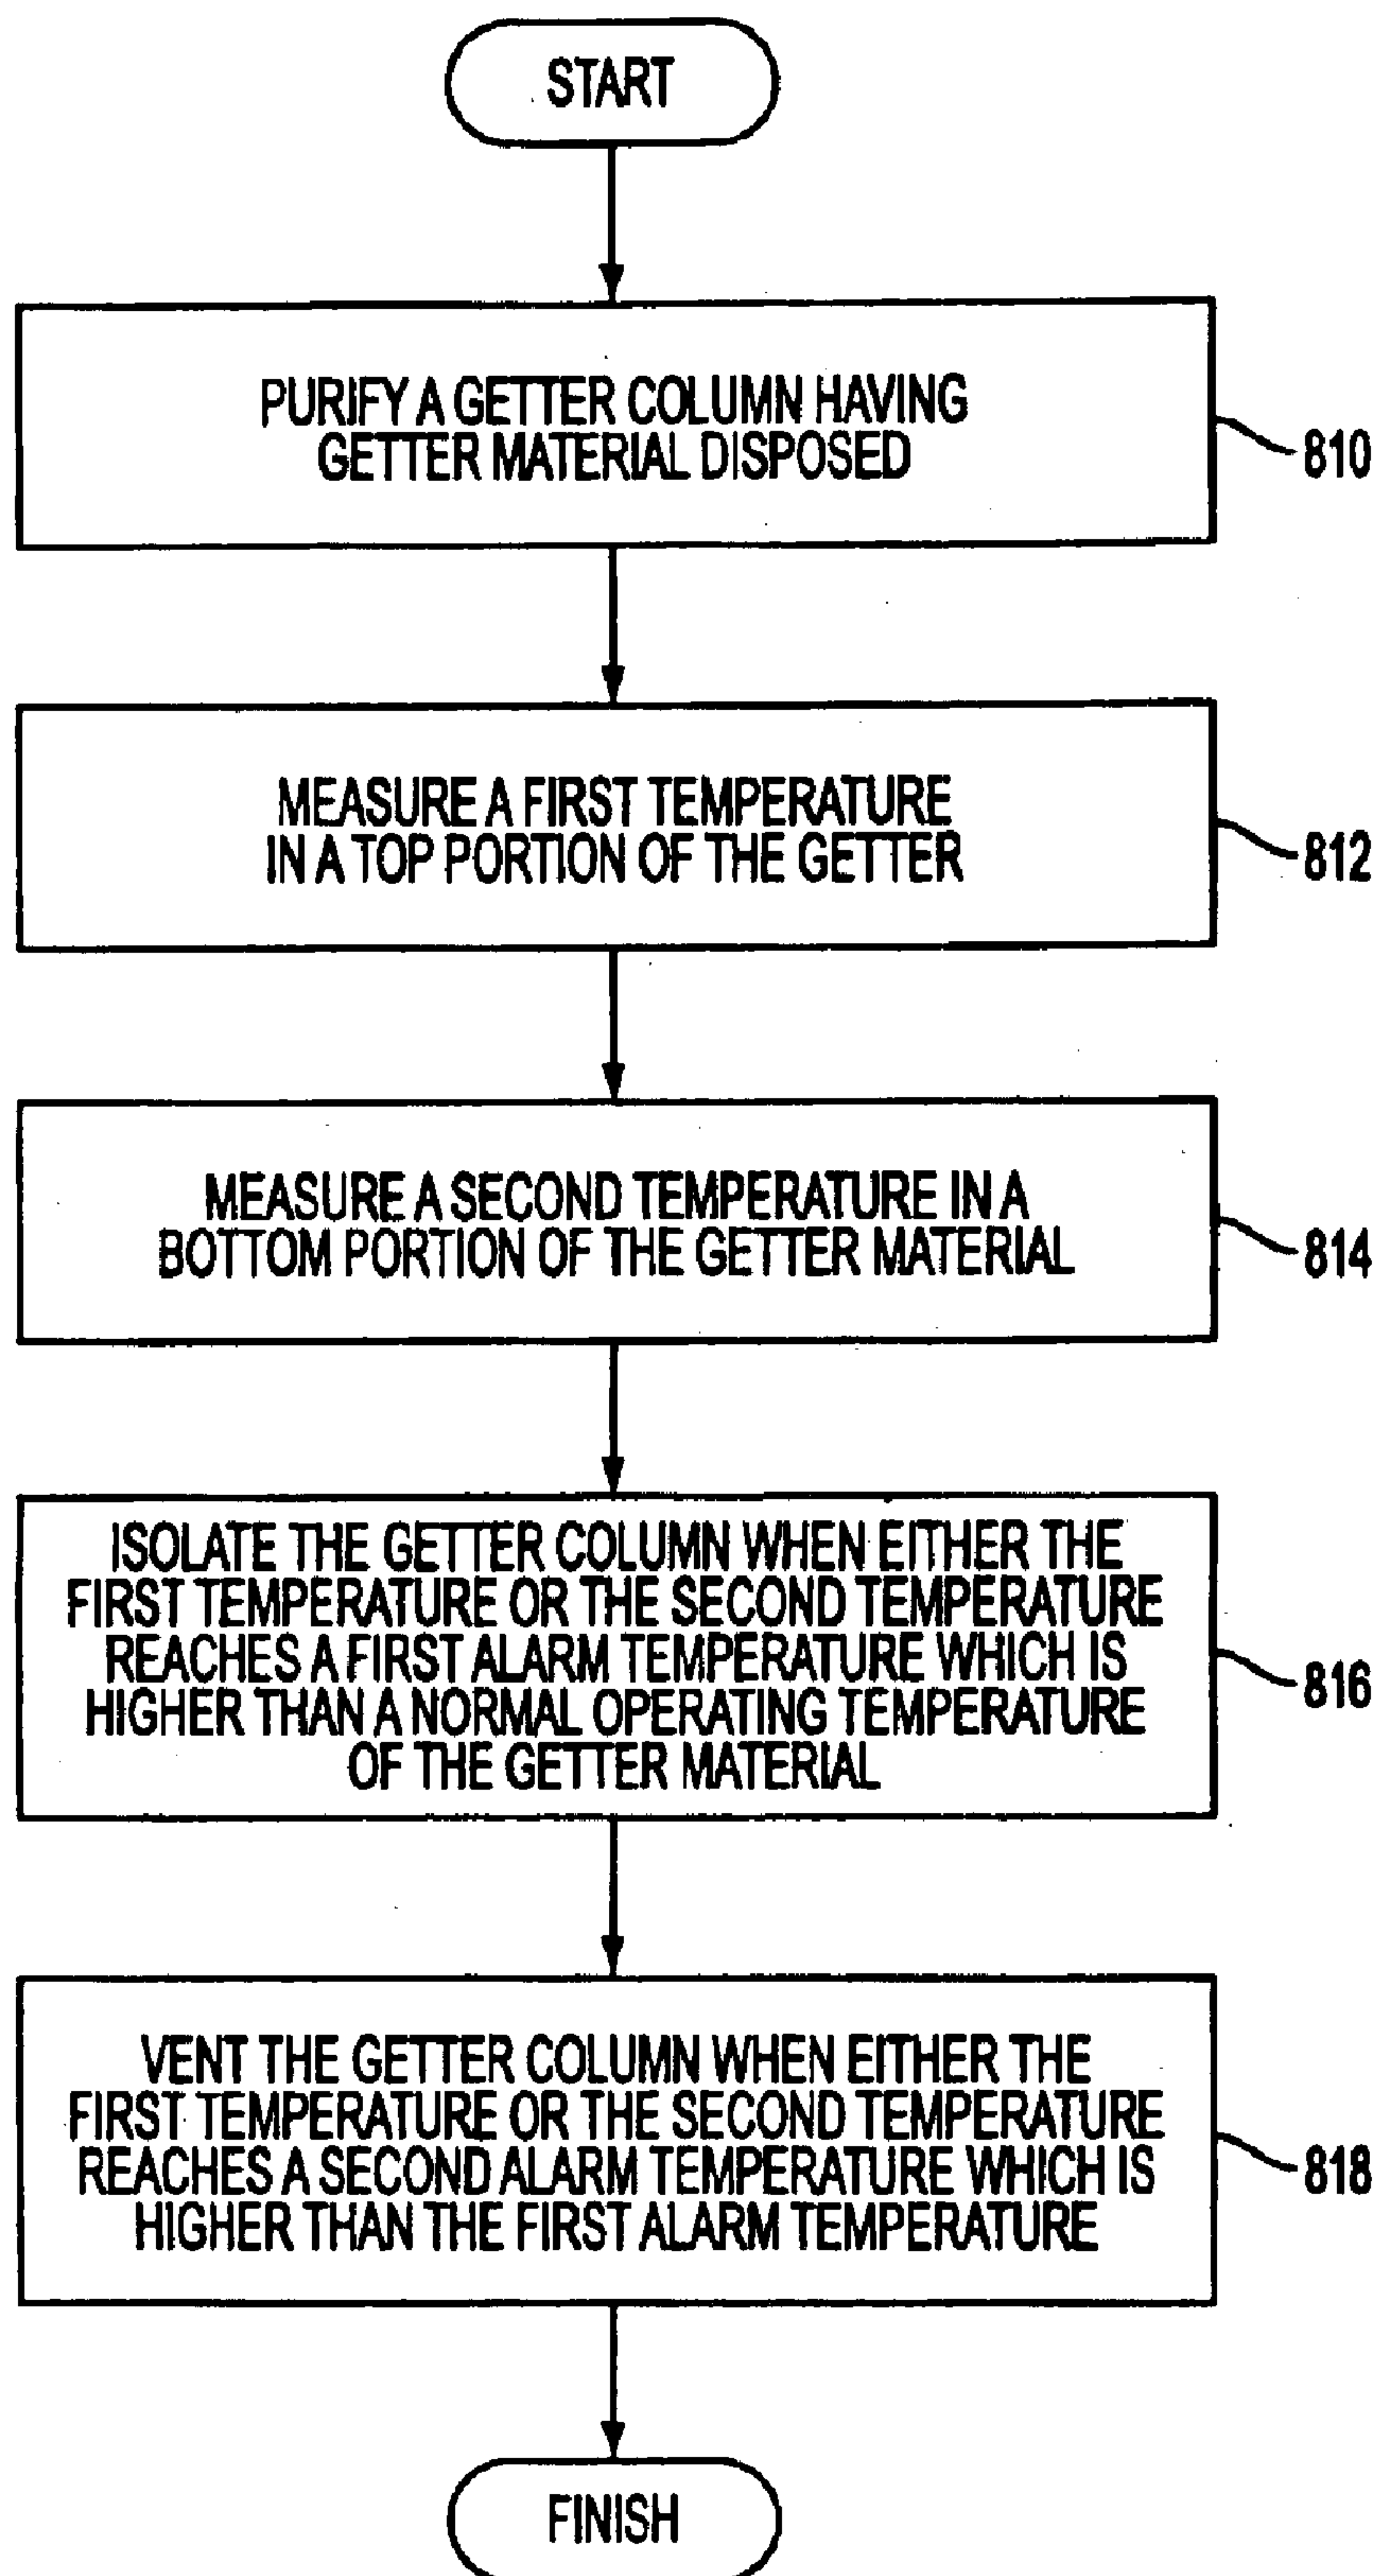 START
PURIFY A GETTER COLUMN HAVING
GETTER MATERIAL DISPOSED
810
MEASURE A FIRST TEMPERATURE
IN A TOP PORTION OF THE GETTER
812
MEASURE A SECOND TEMPERATURE IN A
BOTTOM PORTION OF THE GETTER MATERIAL
814
ISOLATE THE GETTER COLUMN WHEN EITHER THE
FIRST TEMPERATURE OR THE SECOND TEMPERATURE
REACHES A FIRST ALARM TEMPERATURE WHICH IS
HIGHER THAN A NORMAL OPERATING TEMPERATURE
OF THE GETTER MATERIAL
816
VENT THE GETTER COLUMN WHEN EITHER THE
FIRST TEMPERATURE OR THE SECOND TEMPERATURE
REACHES A SECOND ALARM TEMPERATURE WHICH IS
HIGHER THAN THE FIRST ALARM TEMPERATURE
818
FINISH